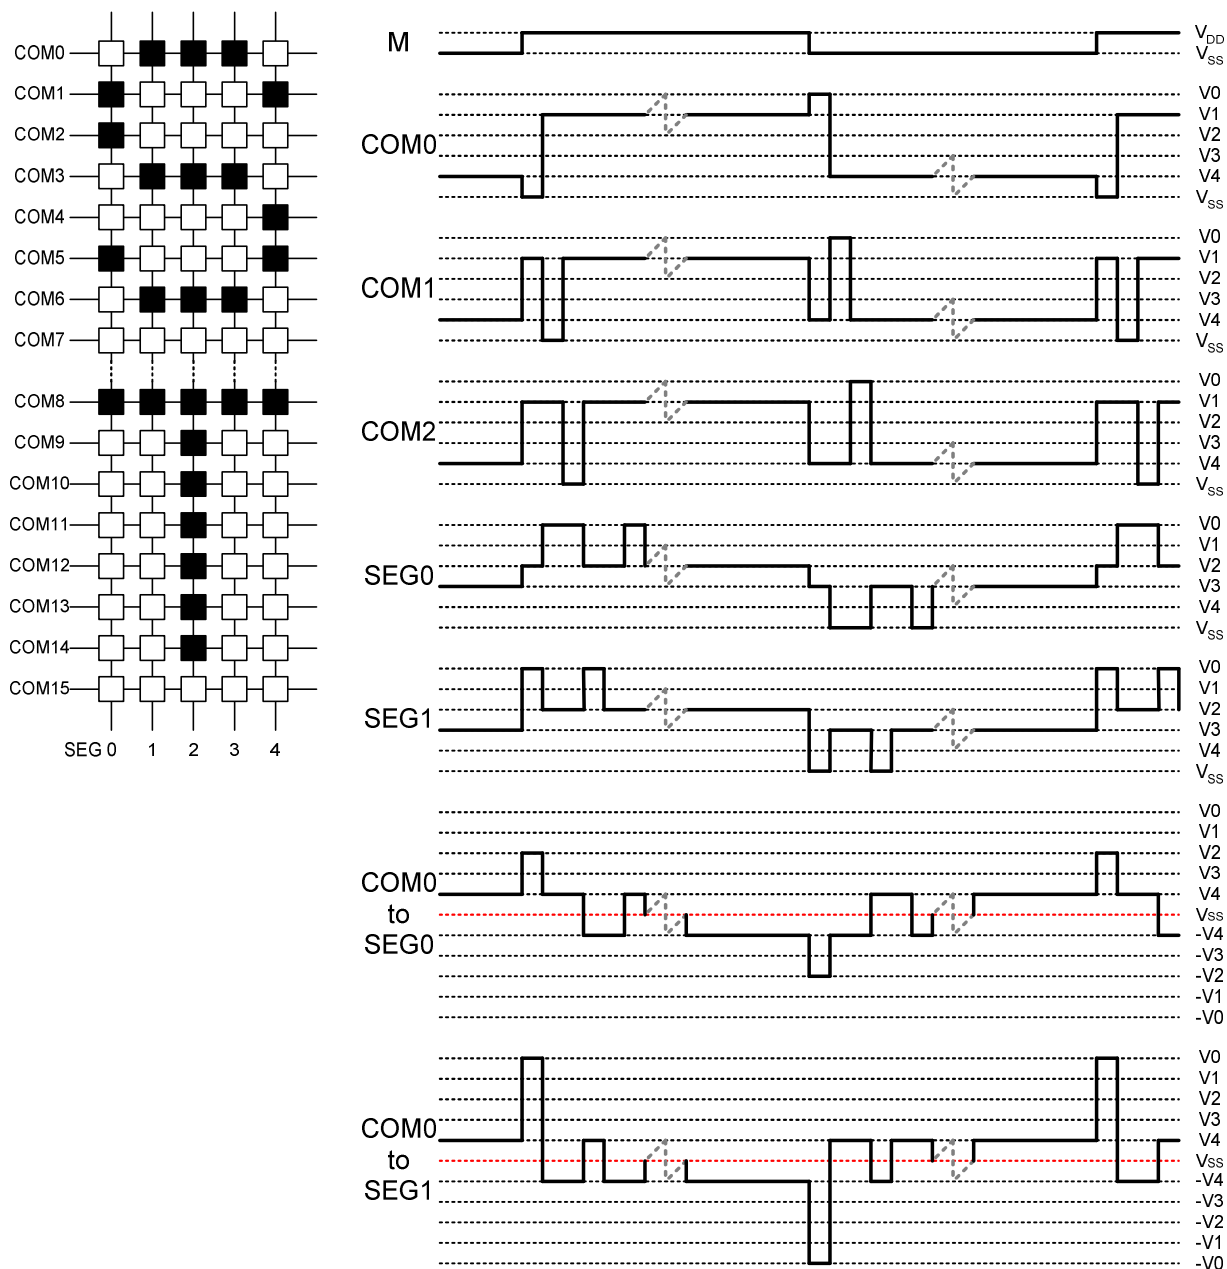 COM0
COM1
COM2
COM3
COM4
COM5
COM6
COM7
COM8
COM9
COM10
COM11
COM12
COM13
COM14
COM15
SEG 0 1 2 3 4
M
VDD
VSS
COM0
V0
V1
V2
V3
V4
VSS
COM1
V0
V1
V2
V3
V4
VSS
COM2
V0
V1
V2
V3
V4
VSS
SEG0
V0
V1
V2
V3
V4
VSS
SEG1
V0
V1
V2
V3
V4
VSS
COM0
to
SEG0
V0
V1
V2
V3
V4
VSS
-V4
-V3
-V2
-V1
-V0
COM0
to
SEG1
V0
V1
V2
V3
V4
VSS
-V4
-V3
-V2
-V1
-V0